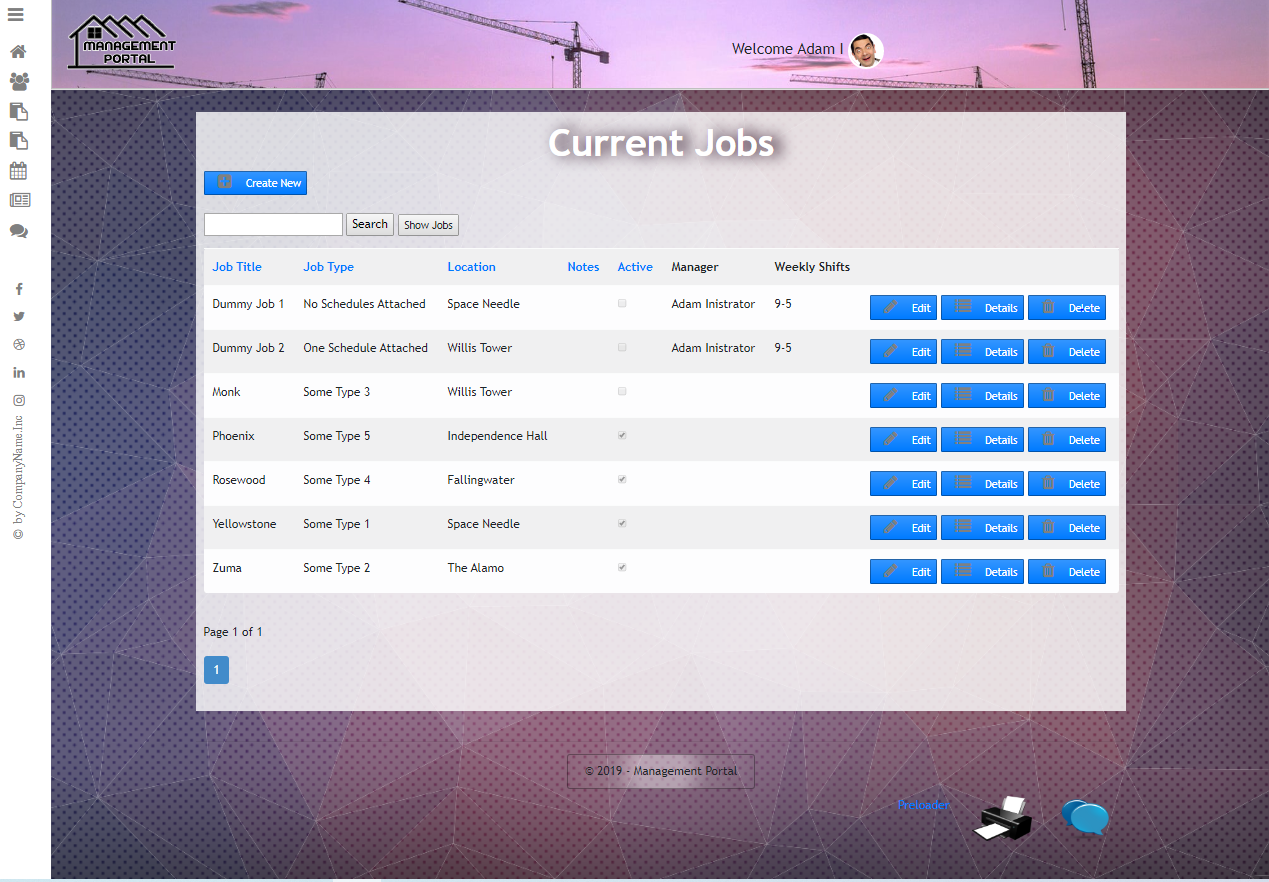 MANAGEMENT
PORTAL
Welcome Adam I
© by CompanyName.Inc
Current Jobs
Create New
Search Show Jobs
Job Title Job Type Location Notes Active Manager Weekly Shifts
Dummy Job 1 No Schedules Attached Space Needle Adam Inistrator 9-5 Edit Details Delete
Dummy Job 2 One Schedule Attached Willis Tower Adam Inistrator 9-5 Edit Details Delete
Monk Some Type 3 Willis Tower Edit Details Delete
Phoenix Some Type 5 Independence Hall Edit Details Delete
Rosewood Some Type 4 Fallingwater Edit Details Delete
Yellowstone Some Type 1 Space Needle Edit Details Delete
Zuma Some Type 2 The Alamo Edit Details Delete
Page 1 of 1
1
© 2019 - Management Portal
Preloader